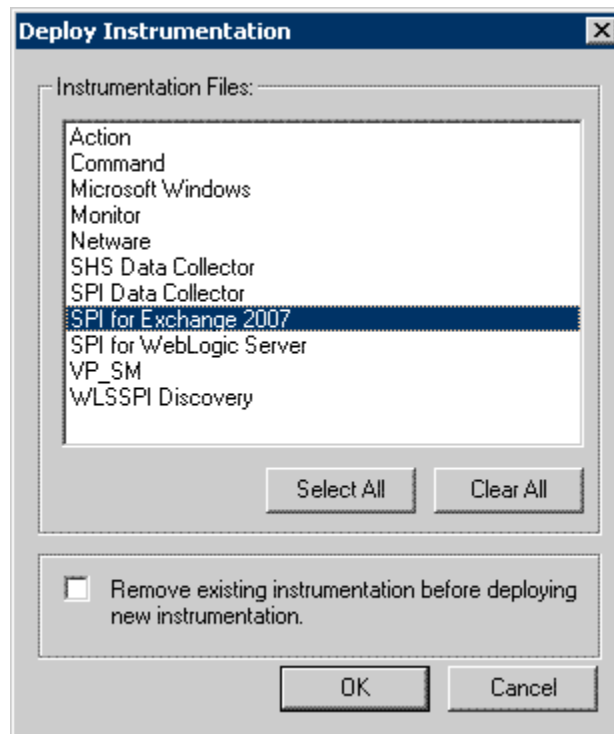 Deploy Instrumentation
Instrumentation Files:
Action
Command
Microsoft Windows
Monitor
Netware
SHS Data Collector
SPI Data Collector
SPI for Exchange 2007
SPI for WebLogic Server
VP_SM
WLSSPI Discovery
Select All
Clear All
Remove existing instrumentation before deploying
new instrumentation.
OK
Cancel